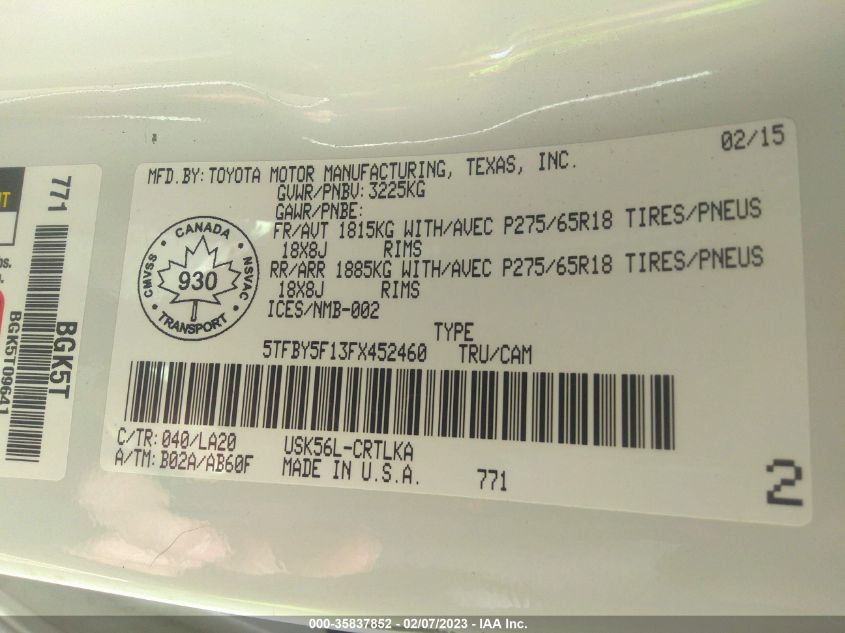 02/15
MFD.BY: TOYOTA MOTOR MANUFACTURING, TEXAS, INC.
GVWR/PNBV: 3225KG
GAWR/PNBE:
FR/AVT 1815KG WITH/AVEC P275/65R18 TIRES/PNEUS
18X8J RIMS
RR/ARR 1885KG WITH/AVEC P275/65R18 TIRES/PNEUS
18X8J RIMS
ICES/NMB-002
CANADA
CMVSS 930 NSVAC
TRANSPORT
TYPE
5TFBY5F13FX452460 TRU/CAM
C/TR: 040/LA20 USK56L-CRTLKA
A/TM: B02A/AB60F MADE IN U.S.A. 771
2
771
BGK5T
BGK5T09641
000-35837852 - 02/07/2023 - IAA Inc.